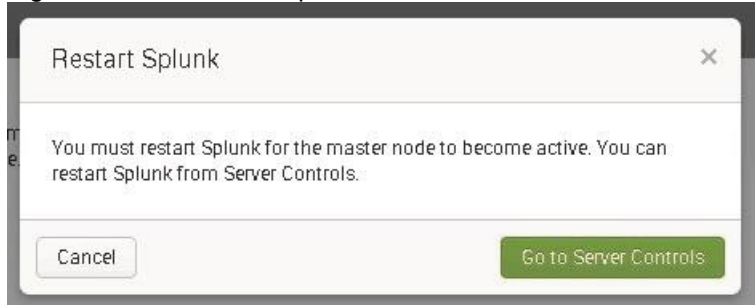 Restart Splunk
×
You must restart Splunk for the master node to become active. You can
restart Splunk from Server Controls.
Cancel
Go to Server Controls